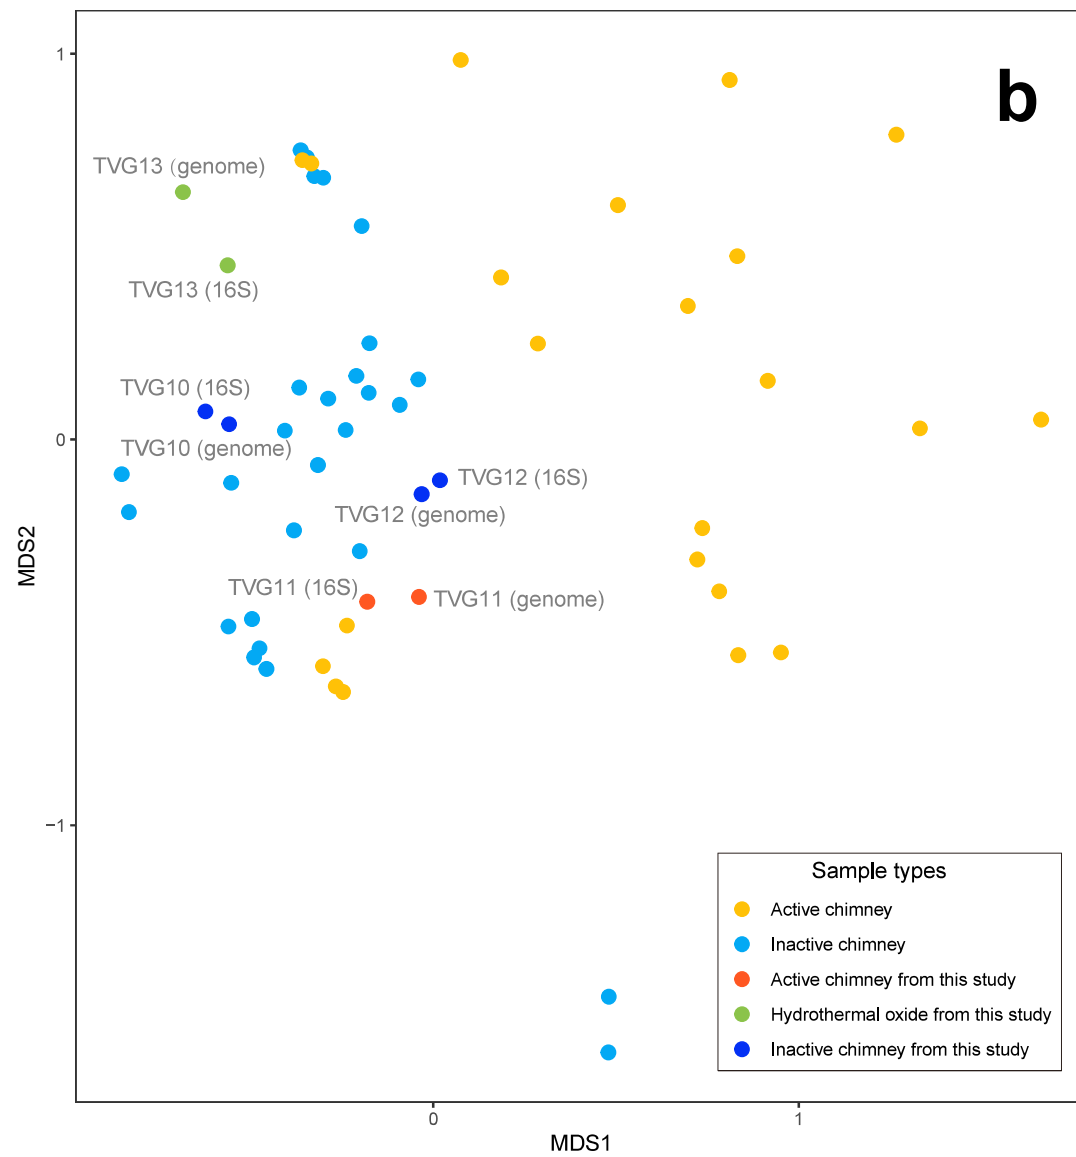 b
1
TVG13 (genome)
TVG13 (16S)
TVG10 (16S)
0
TVG10 (genome)
TVG12 (16S)
TVG12 (genome)
MDS2
TVG11 (16S)
TVG11 (genome)
−1
Sample types
Active chimney
Inactive chimney
Active chimney from this study
Hydrothermal oxide from this study
Inactive chimney from this study
0
1
MDS1